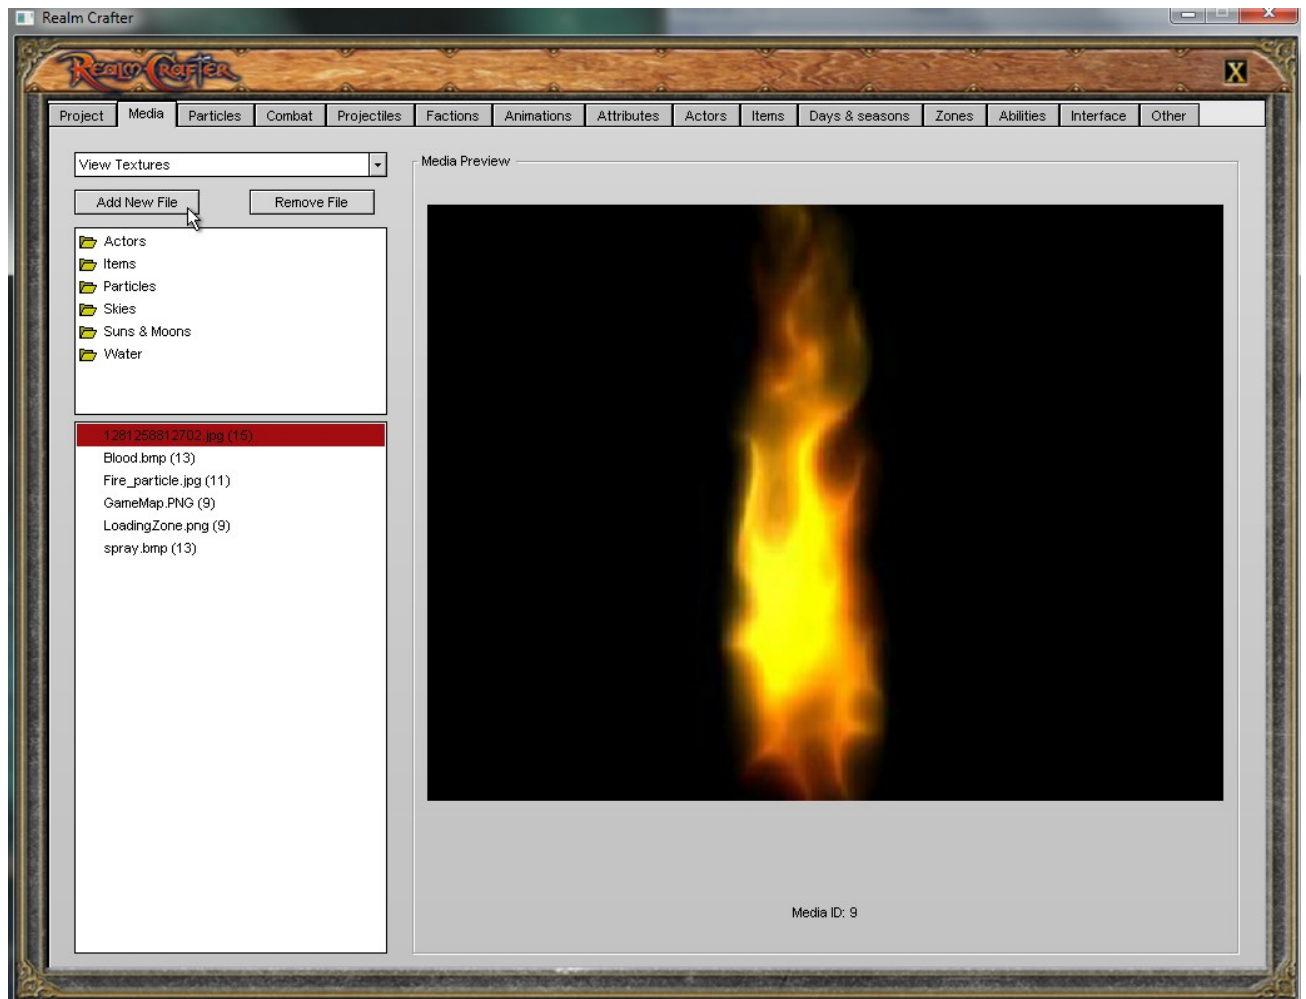 Realm Crafter
REALM CRAFTER
X
Project Media Particles Combat Projectiles Factions Animations Attributes Actors Items Days & seasons Zones Abilities Interface Other
View Textures
Media Preview
Add New File Remove File
Actors
Items
Particles
Skies
Suns & Moons
Water
1281258812702.jpg (15)
Blood.bmp (13)
Fire_particle.jpg (11)
GameMap.PNG (9)
LoadingZone.png (9)
spray.bmp (13)
Media ID: 9